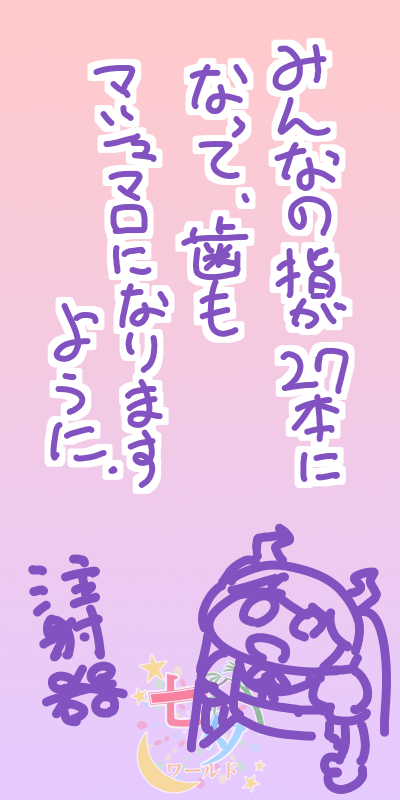 みんなの指が27本に
なって、歯も
マシュマロになります
ように.
注射器
七夕
ワールド